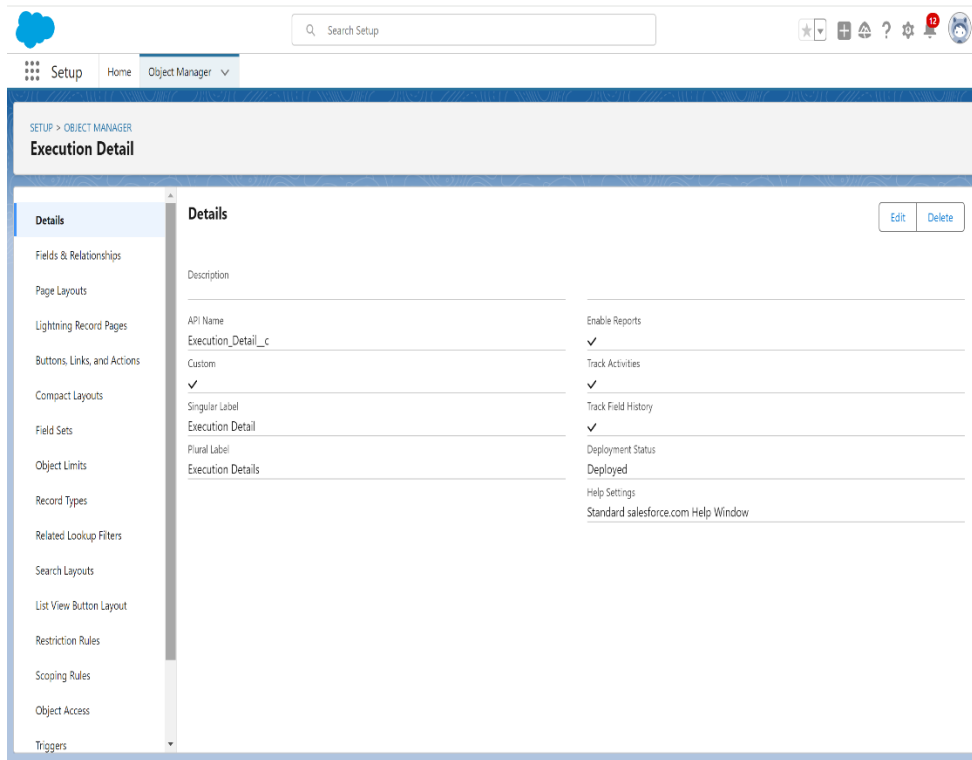 Search Setup
12
Setup
Home
Object Manager
SETUP > OBJECT MANAGER
Execution Detail
Details
Fields & Relationships
Page Layouts
Lightning Record Pages
Buttons, Links, and Actions
Compact Layouts
Field Sets
Object Limits
Record Types
Related Lookup Filters
Search Layouts
List View Button Layout
Restriction Rules
Scoping Rules
Object Access
Triggers
Details
Edit
Delete
Description
API Name
Execution_Detail__c
Custom
Singular Label
Execution Detail
Plural Label
Execution Details
Enable Reports
Track Activities
Track Field History
Deployment Status
Deployed
Help Settings
Standard salesforce.com Help Window